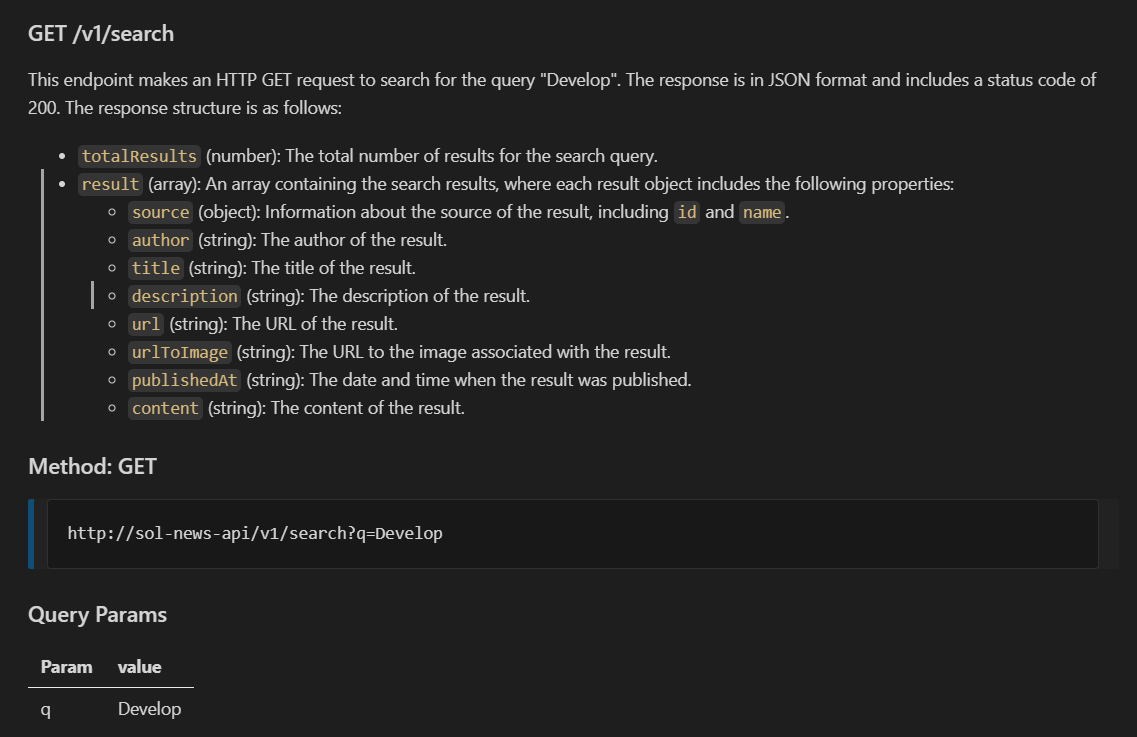 GET /v1/search
This endpoint makes an HTTP GET request to search for the query "Develop". The response is in JSON format and includes a status code of
200. The response structure is as follows:
• totalResults (number): The total number of results for the search query.
• result (array): An array containing the search results, where each result object includes the following properties:
◦ source (object): Information about the source of the result, including id and name.
◦ author (string): The author of the result.
◦ title (string): The title of the result.
◦ description (string): The description of the result.
◦ url (string): The URL of the result.
◦ urlToImage (string): The URL to the image associated with the result.
◦ publishedAt (string): The date and time when the result was published.
◦ content (string): The content of the result.
Method: GET
http://sol-news-api/v1/search?q=Develop
Query Params
Param value
q Develop